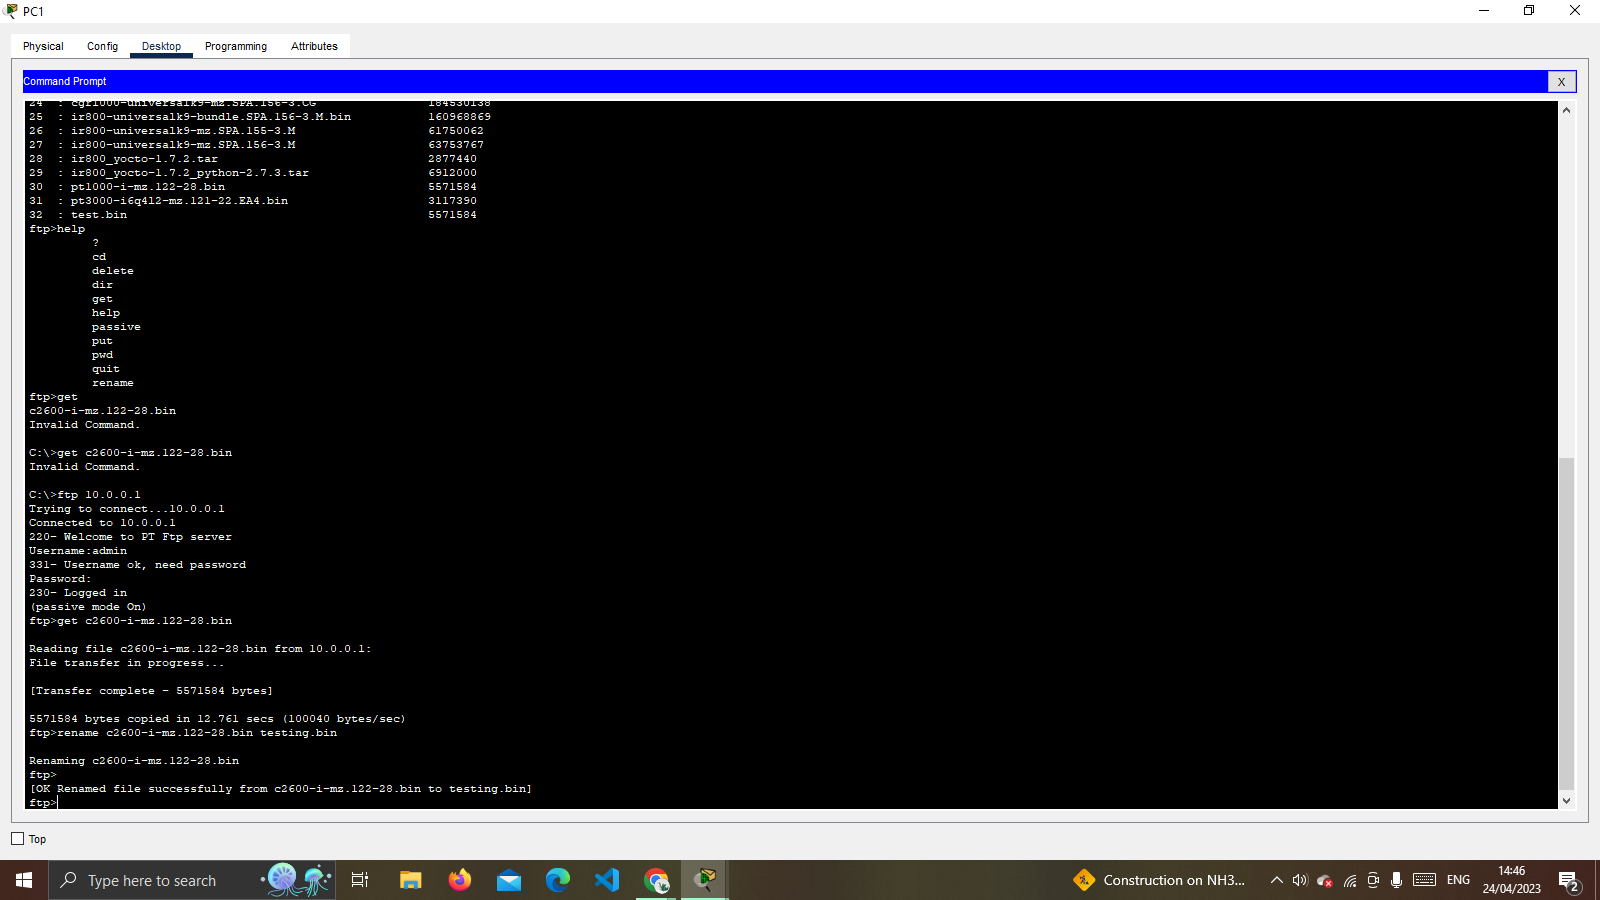 PC1
Physical Config Desktop Programming Attributes
Command Prompt X
24 : cgr1000-universalk9-mz.SPA.156-3.CG 184530138
25 : ir800-universalk9-bundle.SPA.156-3.M.bin 160968869
26 : ir800-universalk9-mz.SPA.155-3.M 61750062
27 : ir800-universalk9-mz.SPA.156-3.M 63753767
28 : ir800_yocto-1.7.2.tar 2877440
29 : ir800_yocto-1.7.2_python-2.7.3.tar 6912000
30 : pt1000-i-mz.122-28.bin 5571584
31 : pt3000-i6q4l2-mz.121-22.EA4.bin 3117390
32 : test.bin 5571584
ftp>help
?
cd
delete
dir
get
help
passive
put
pwd
quit
rename
ftp>get
c2600-i-mz.122-28.bin
Invalid Command.
C:\>get c2600-i-mz.122-28.bin
Invalid Command.
C:\>ftp 10.0.0.1
Trying to connect...10.0.0.1
Connected to 10.0.0.1
220- Welcome to PT Ftp server
Username:admin
331- Username ok, need password
Password:
230- Logged in
(passive mode On)
ftp>get c2600-i-mz.122-28.bin
Reading file c2600-i-mz.122-28.bin from 10.0.0.1:
File transfer in progress...
[Transfer complete - 5571584 bytes]
5571584 bytes copied in 12.761 secs (100040 bytes/sec)
ftp>rename c2600-i-mz.122-28.bin testing.bin
Renaming c2600-i-mz.122-28.bin
ftp>
[OK Renamed file successfully from c2600-i-mz.122-28.bin to testing.bin]
ftp>
Top
Type here to search
Construction on NH3...
ENG
14:46
24/04/2023
2